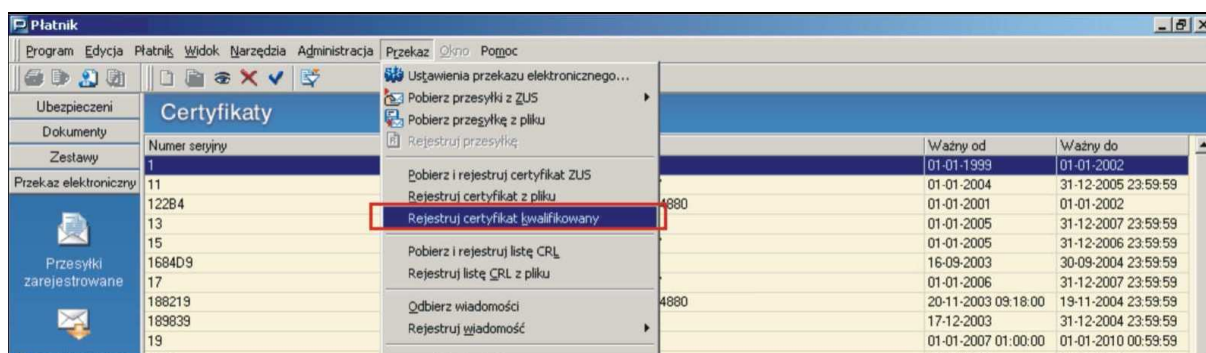 Płatnik
Program Edycja Płatnik Widok Narzędzia Administracja Przekaz Okno Pomoc
Ustawienia przekazu elektronicznego...
Pobierz przesyłki z ZUS
Pobierz przesyłkę z pliku
Rejestruj przesyłkę
Pobierz i rejestruj certyfikat ZUS
Rejestruj certyfikat z pliku
Rejestruj certyfikat kwalifikowany
Pobierz i rejestruj listę CRL
Rejestruj listę CRL z pliku
Odbierz wiadomości
Rejestruj wiadomość
Ubezpieczeni
Dokumenty
Zestawy
Przekaz elektroniczny
Przesyłki
zarejestrowane
Certyfikaty
Numer seryjny Ważny od Ważny do
1 01-01-1999 01-01-2002
11 01-01-2004 31-12-2005 23:59:59
122B4 4880 01-01-2001 01-01-2002
13 01-01-2005 31-12-2007 23:59:59
15 01-01-2005 31-12-2006 23:59:59
1684D9 16-09-2003 30-09-2004 23:59:59
17 01-01-2006 31-12-2007 23:59:59
188219 4880 20-11-2003 09:18:00 19-11-2004 23:59:59
189839 17-12-2003 31-12-2004 23:59:59
19 01-01-2007 01:00:00 01-01-2010 00:59:59